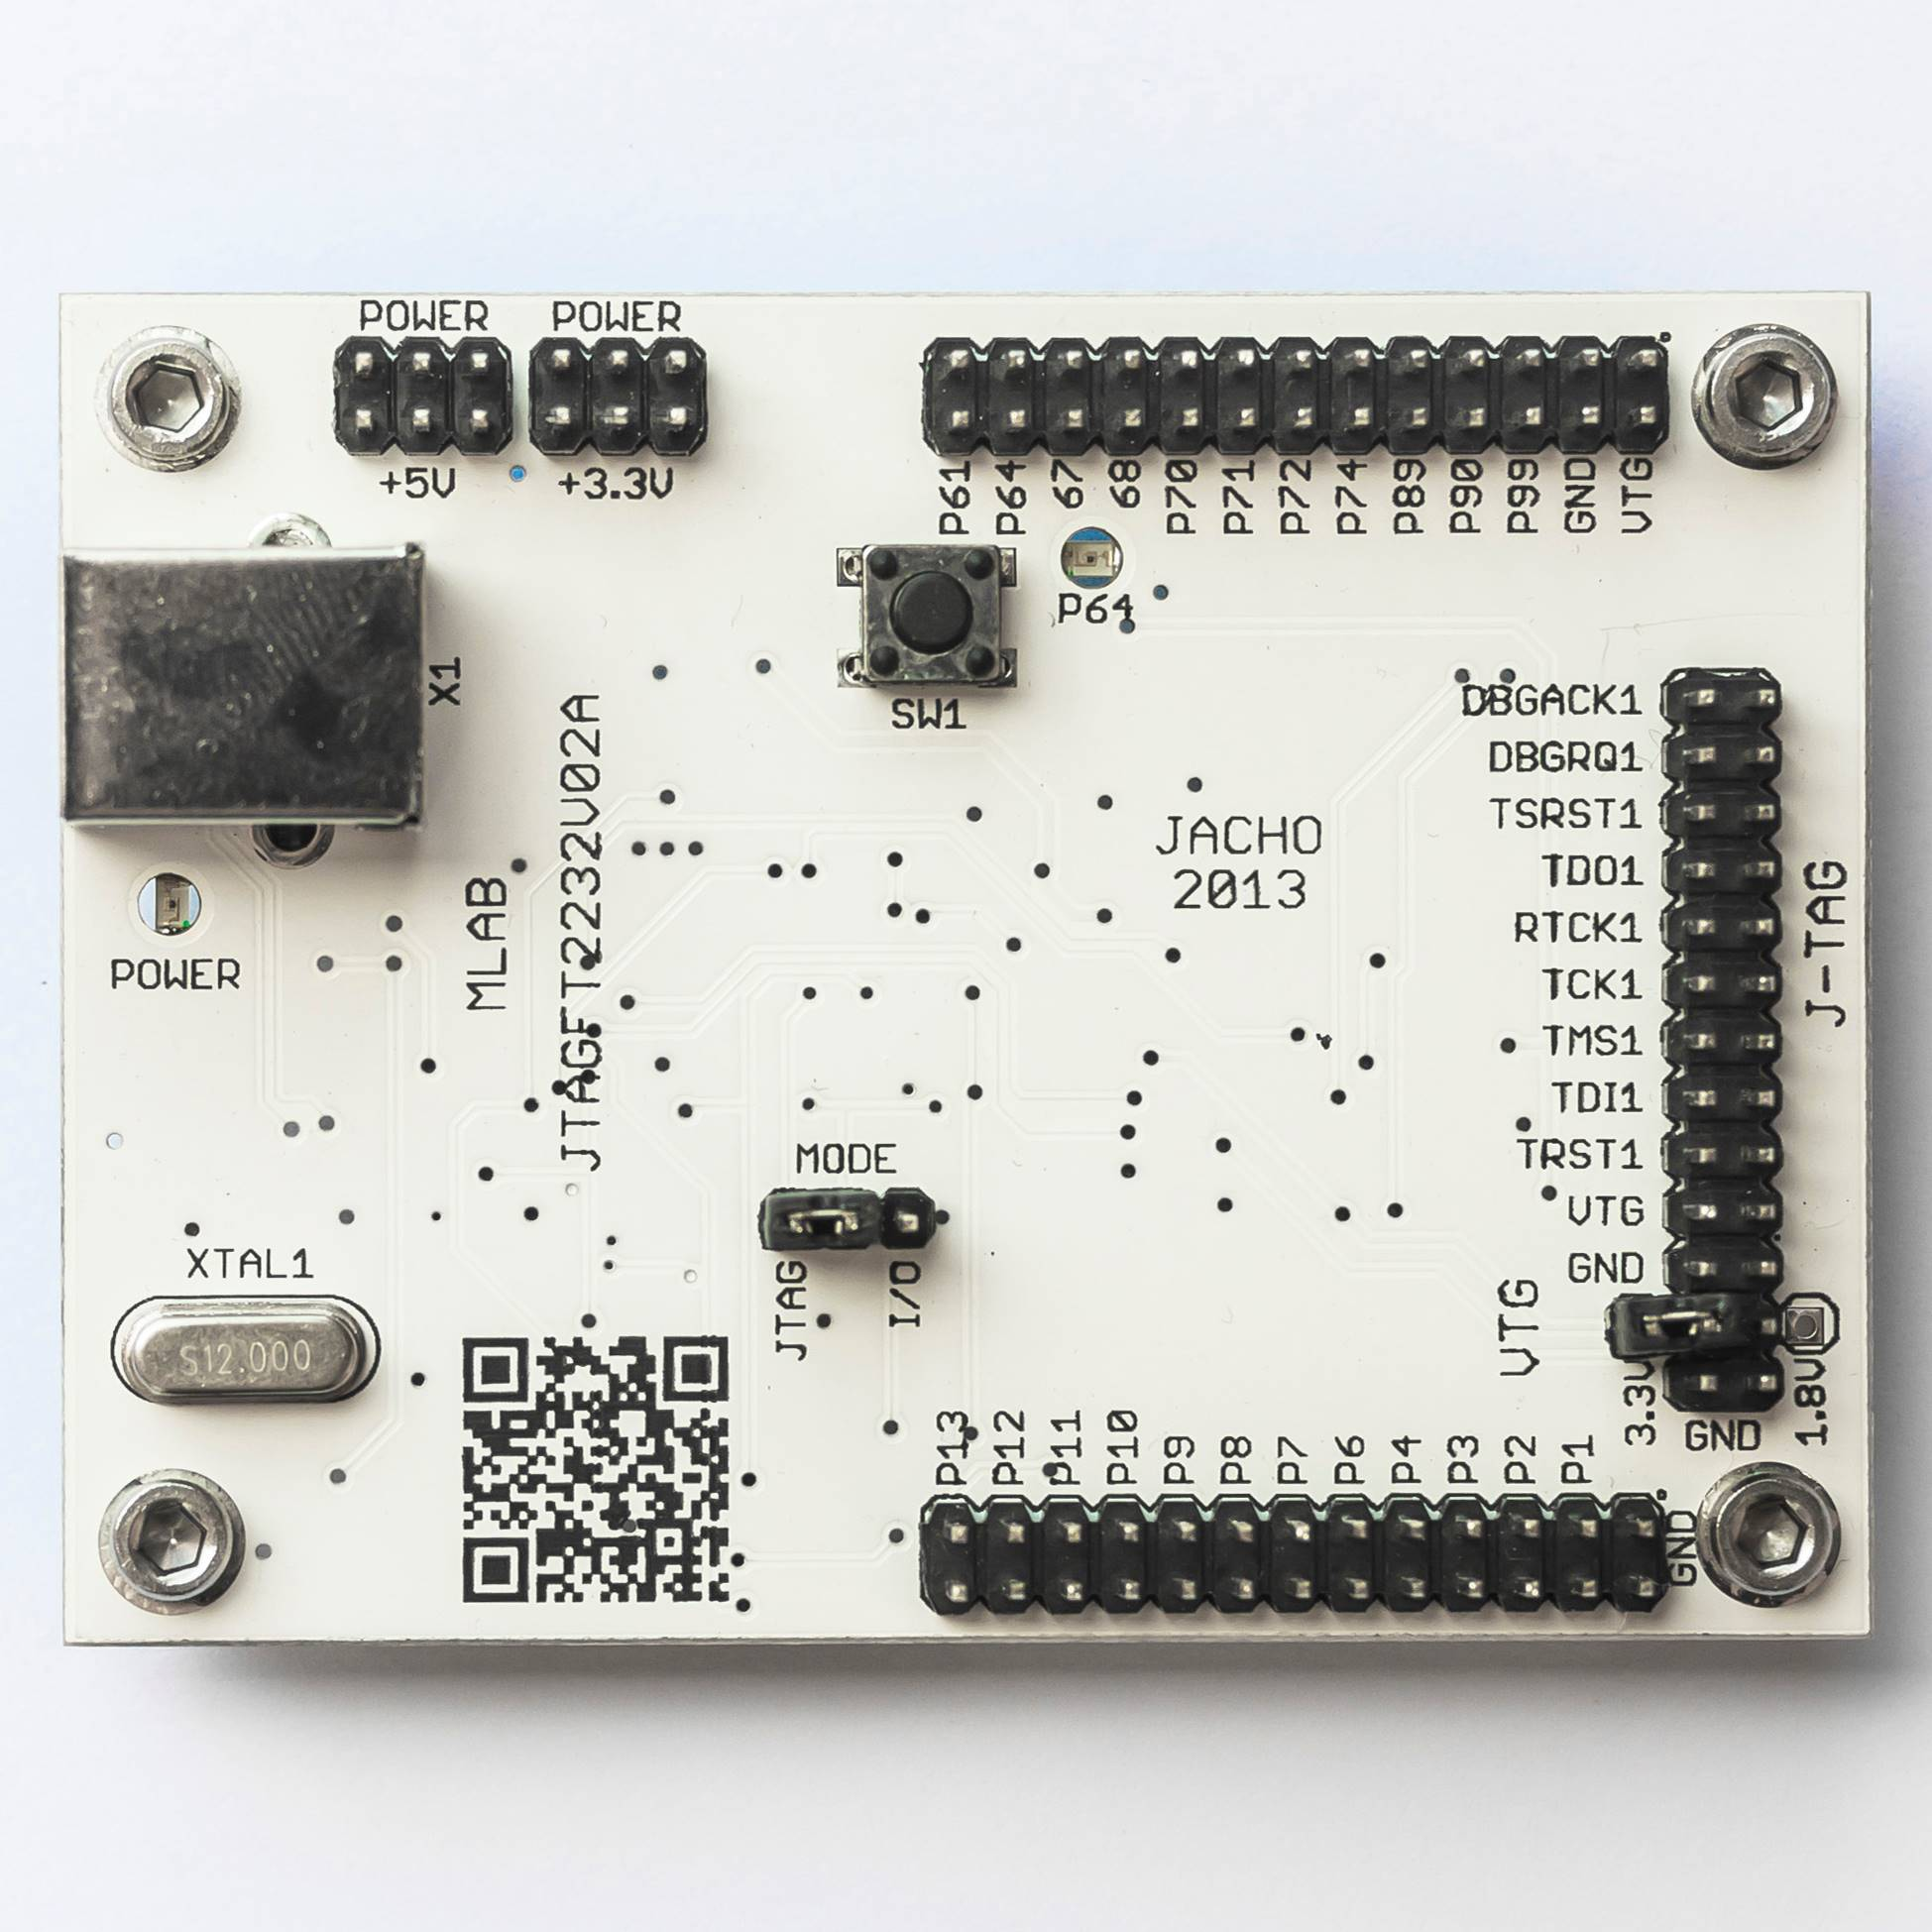 POWER
POWER
+5V
+3.3V
P61
P64
67
68
P70
P71
P72
P74
P89
P90
P99
GND
VTG
P64
X1
SW1
DBGACK1
DBGRQ1
TSRST1
TDO1
RTCK1
TCK1
TMS1
TDI1
TRST1
VTG
GND
J-TAG
JACHO
2013
MLAB
JTAGFT2232V02A
POWER
MODE
JTAG
I/O
XTAL1
S12.000
VTG
3.3V
GND
1.8V
P13
P12
P11
P10
P9
P8
P7
P6
P4
P3
P2
P1
GND